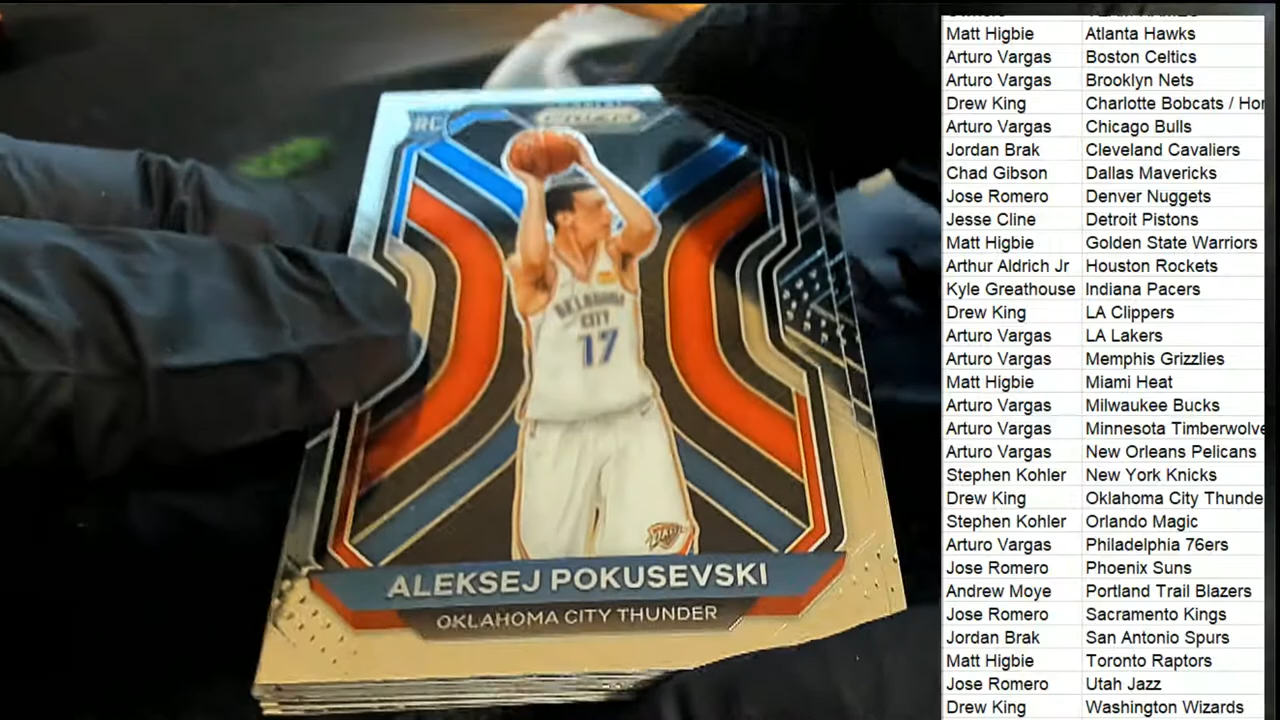 RC
OKLAHOMA
CITY
17
ALEKSEJ POKUSEVSKI
OKLAHOMA CITY THUNDER
Matt Higbie Atlanta Hawks
Arturo Vargas Boston Celtics
Arturo Vargas Brooklyn Nets
Drew King Charlotte Bobcats / Hor
Arturo Vargas Chicago Bulls
Jordan Brak Cleveland Cavaliers
Chad Gibson Dallas Mavericks
Jose Romero Denver Nuggets
Jesse Cline Detroit Pistons
Matt Higbie Golden State Warriors
Arthur Aldrich Jr Houston Rockets
Kyle Greathouse Indiana Pacers
Drew King LA Clippers
Arturo Vargas LA Lakers
Arturo Vargas Memphis Grizzlies
Matt Higbie Miami Heat
Arturo Vargas Milwaukee Bucks
Arturo Vargas Minnesota Timberwolve
Arturo Vargas New Orleans Pelicans
Stephen Kohler New York Knicks
Drew King Oklahoma City Thunde
Stephen Kohler Orlando Magic
Arturo Vargas Philadelphia 76ers
Jose Romero Phoenix Suns
Andrew Moye Portland Trail Blazers
Jose Romero Sacramento Kings
Jordan Brak San Antonio Spurs
Matt Higbie Toronto Raptors
Jose Romero Utah Jazz
Drew King Washington Wizards